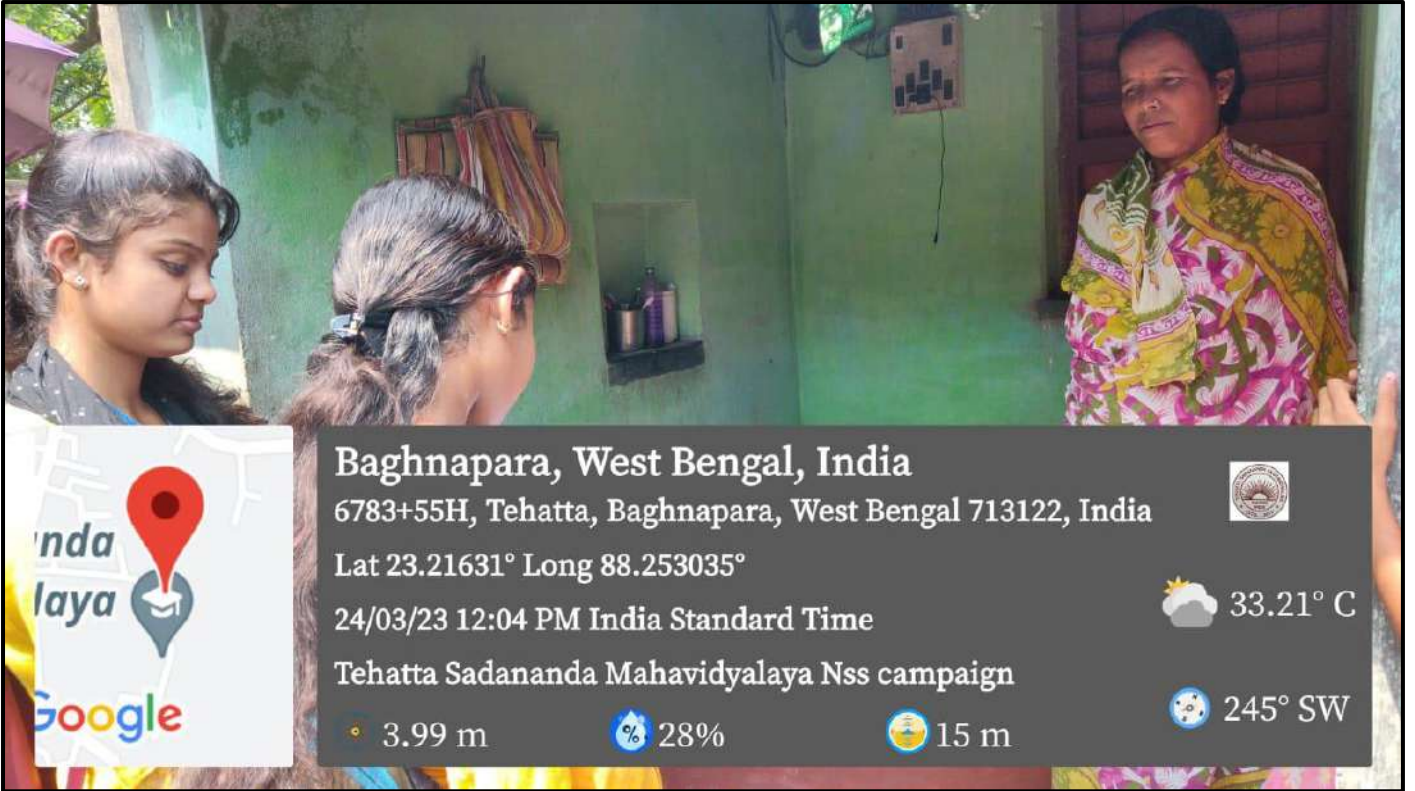 Baghnapara, West Bengal, India
6783+55H, Tehatta, Baghnapara, West Bengal 713122, India
Lat 23.21631° Long 88.253035°
24/03/23 12:04 PM India Standard Time
Tehatta Sadananda Mahavidyalaya Nss campaign
3.99 m
28%
15 m
33.21° C
245° SW
nda
laya
Google